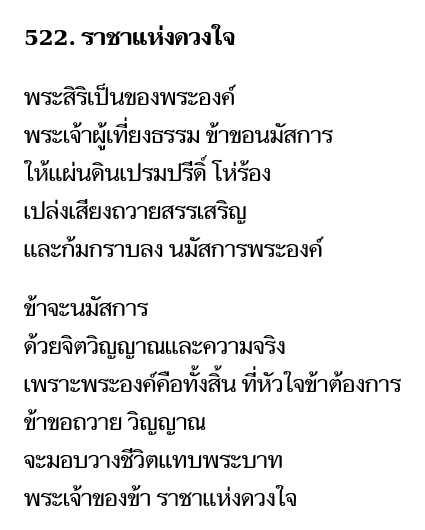 522. ราชาแห่งดวงใจ
พระสิริเป็นของพระองค์
พระเจ้าผู้เที่ยงธรรม ข้าขอนมัสการ
ให้แผ่นดินเปรมปรีดิ์ โห่ร้อง
เปล่งเสียงถวายสรรเสริญ
และก้มกราบลง นมัสการพระองค์
ข้าจะนมัสการ
ด้วยจิตวิญญาณและความจริง
เพราะพระองค์คือทั้งสิ้น ที่หัวใจข้าต้องการ
ข้าขอถวาย วิญญาณ
จะมอบวางชีวิตแทบพระบาท
พระเจ้าของข้า ราชาแห่งดวงใจ